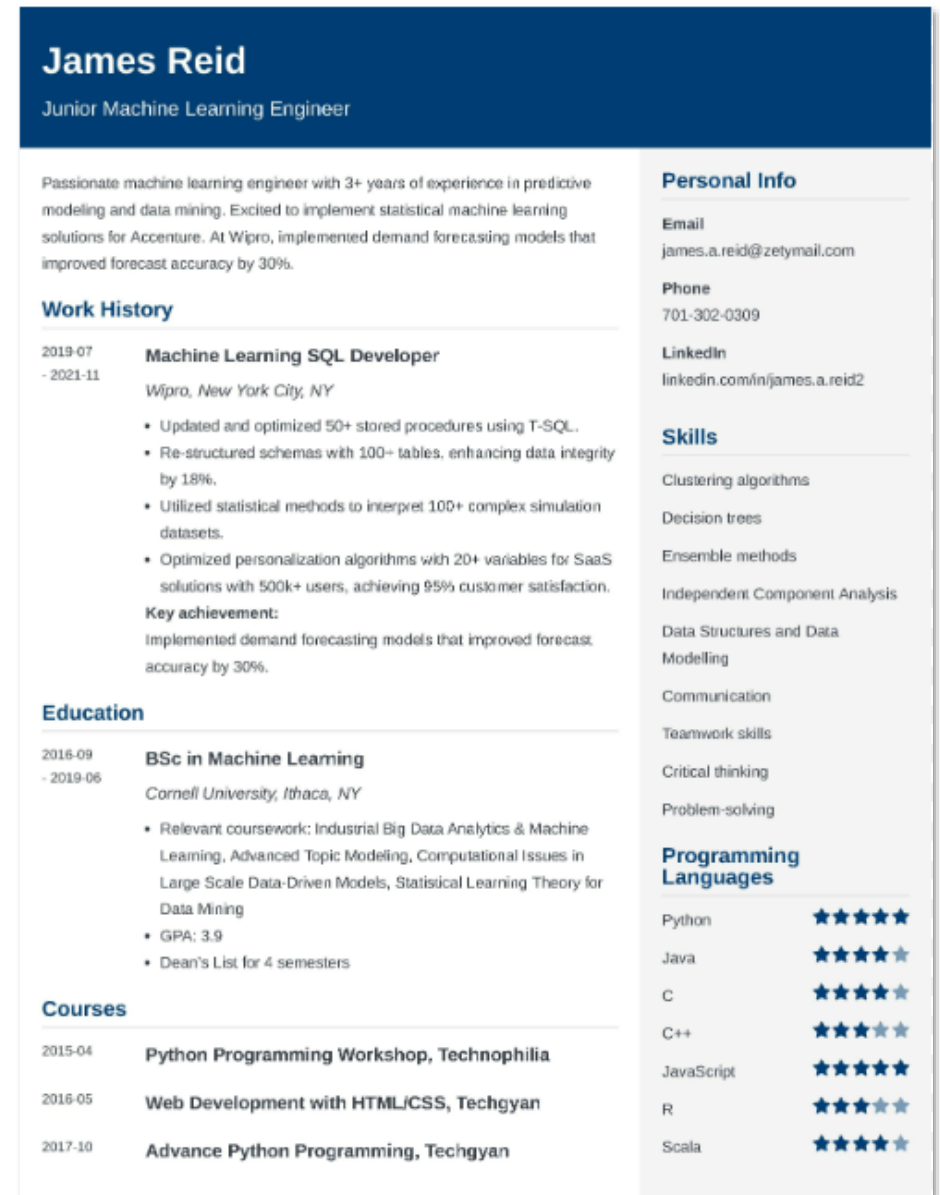 James Reid
Junior Machine Learning Engineer
Passionate machine learning engineer with 3+ years of experience in predictive
modeling and data mining. Excited to implement statistical machine learning
solutions for Accenture. At Wipro, implemented demand forecasting models that
improved forecast accuracy by 30%.
Work History
2019-07
- 2021-11
Machine Learning SQL Developer
Wipro, New York City, NY
• Updated and optimized 50+ stored procedures using T-SQL.
• Re-structured schemas with 100+ tables, enhancing data integrity
by 18%.
• Utilized statistical methods to interpret 100+ complex simulation
datasets.
• Optimized personalization algorithms with 20+ variables for SaaS
solutions with 500k+ users, achieving 95% customer satisfaction.
Key achievement:
Implemented demand forecasting models that improved forecast
accuracy by 30%.
Education
2016-09
- 2019-06
BSc in Machine Learning
Cornell University, Ithaca, NY
• Relevant coursework: Industrial Big Data Analytics & Machine
Learning, Advanced Topic Modeling, Computational Issues in
Large Scale Data-Driven Models, Statistical Learning Theory for
Data Mining
• GPA: 3.9
• Dean's List for 4 semesters
Courses
2015-04
Python Programming Workshop, Technophilia
2016-05
Web Development with HTML/CSS, Techgyan
2017-10
Advance Python Programming, Techgyan
Personal Info
Email
james.a.reid@zetymail.com
Phone
701-302-0309
LinkedIn
linkedin.com/in/james.a.reid2
Skills
Clustering algorithms
Decision trees
Ensemble methods
Independent Component Analysis
Data Structures and Data
Modelling
Communication
Teamwork skills
Critical thinking
Problem-solving
Programming
Languages
Python
Java
C
C++
JavaScript
R
Scala